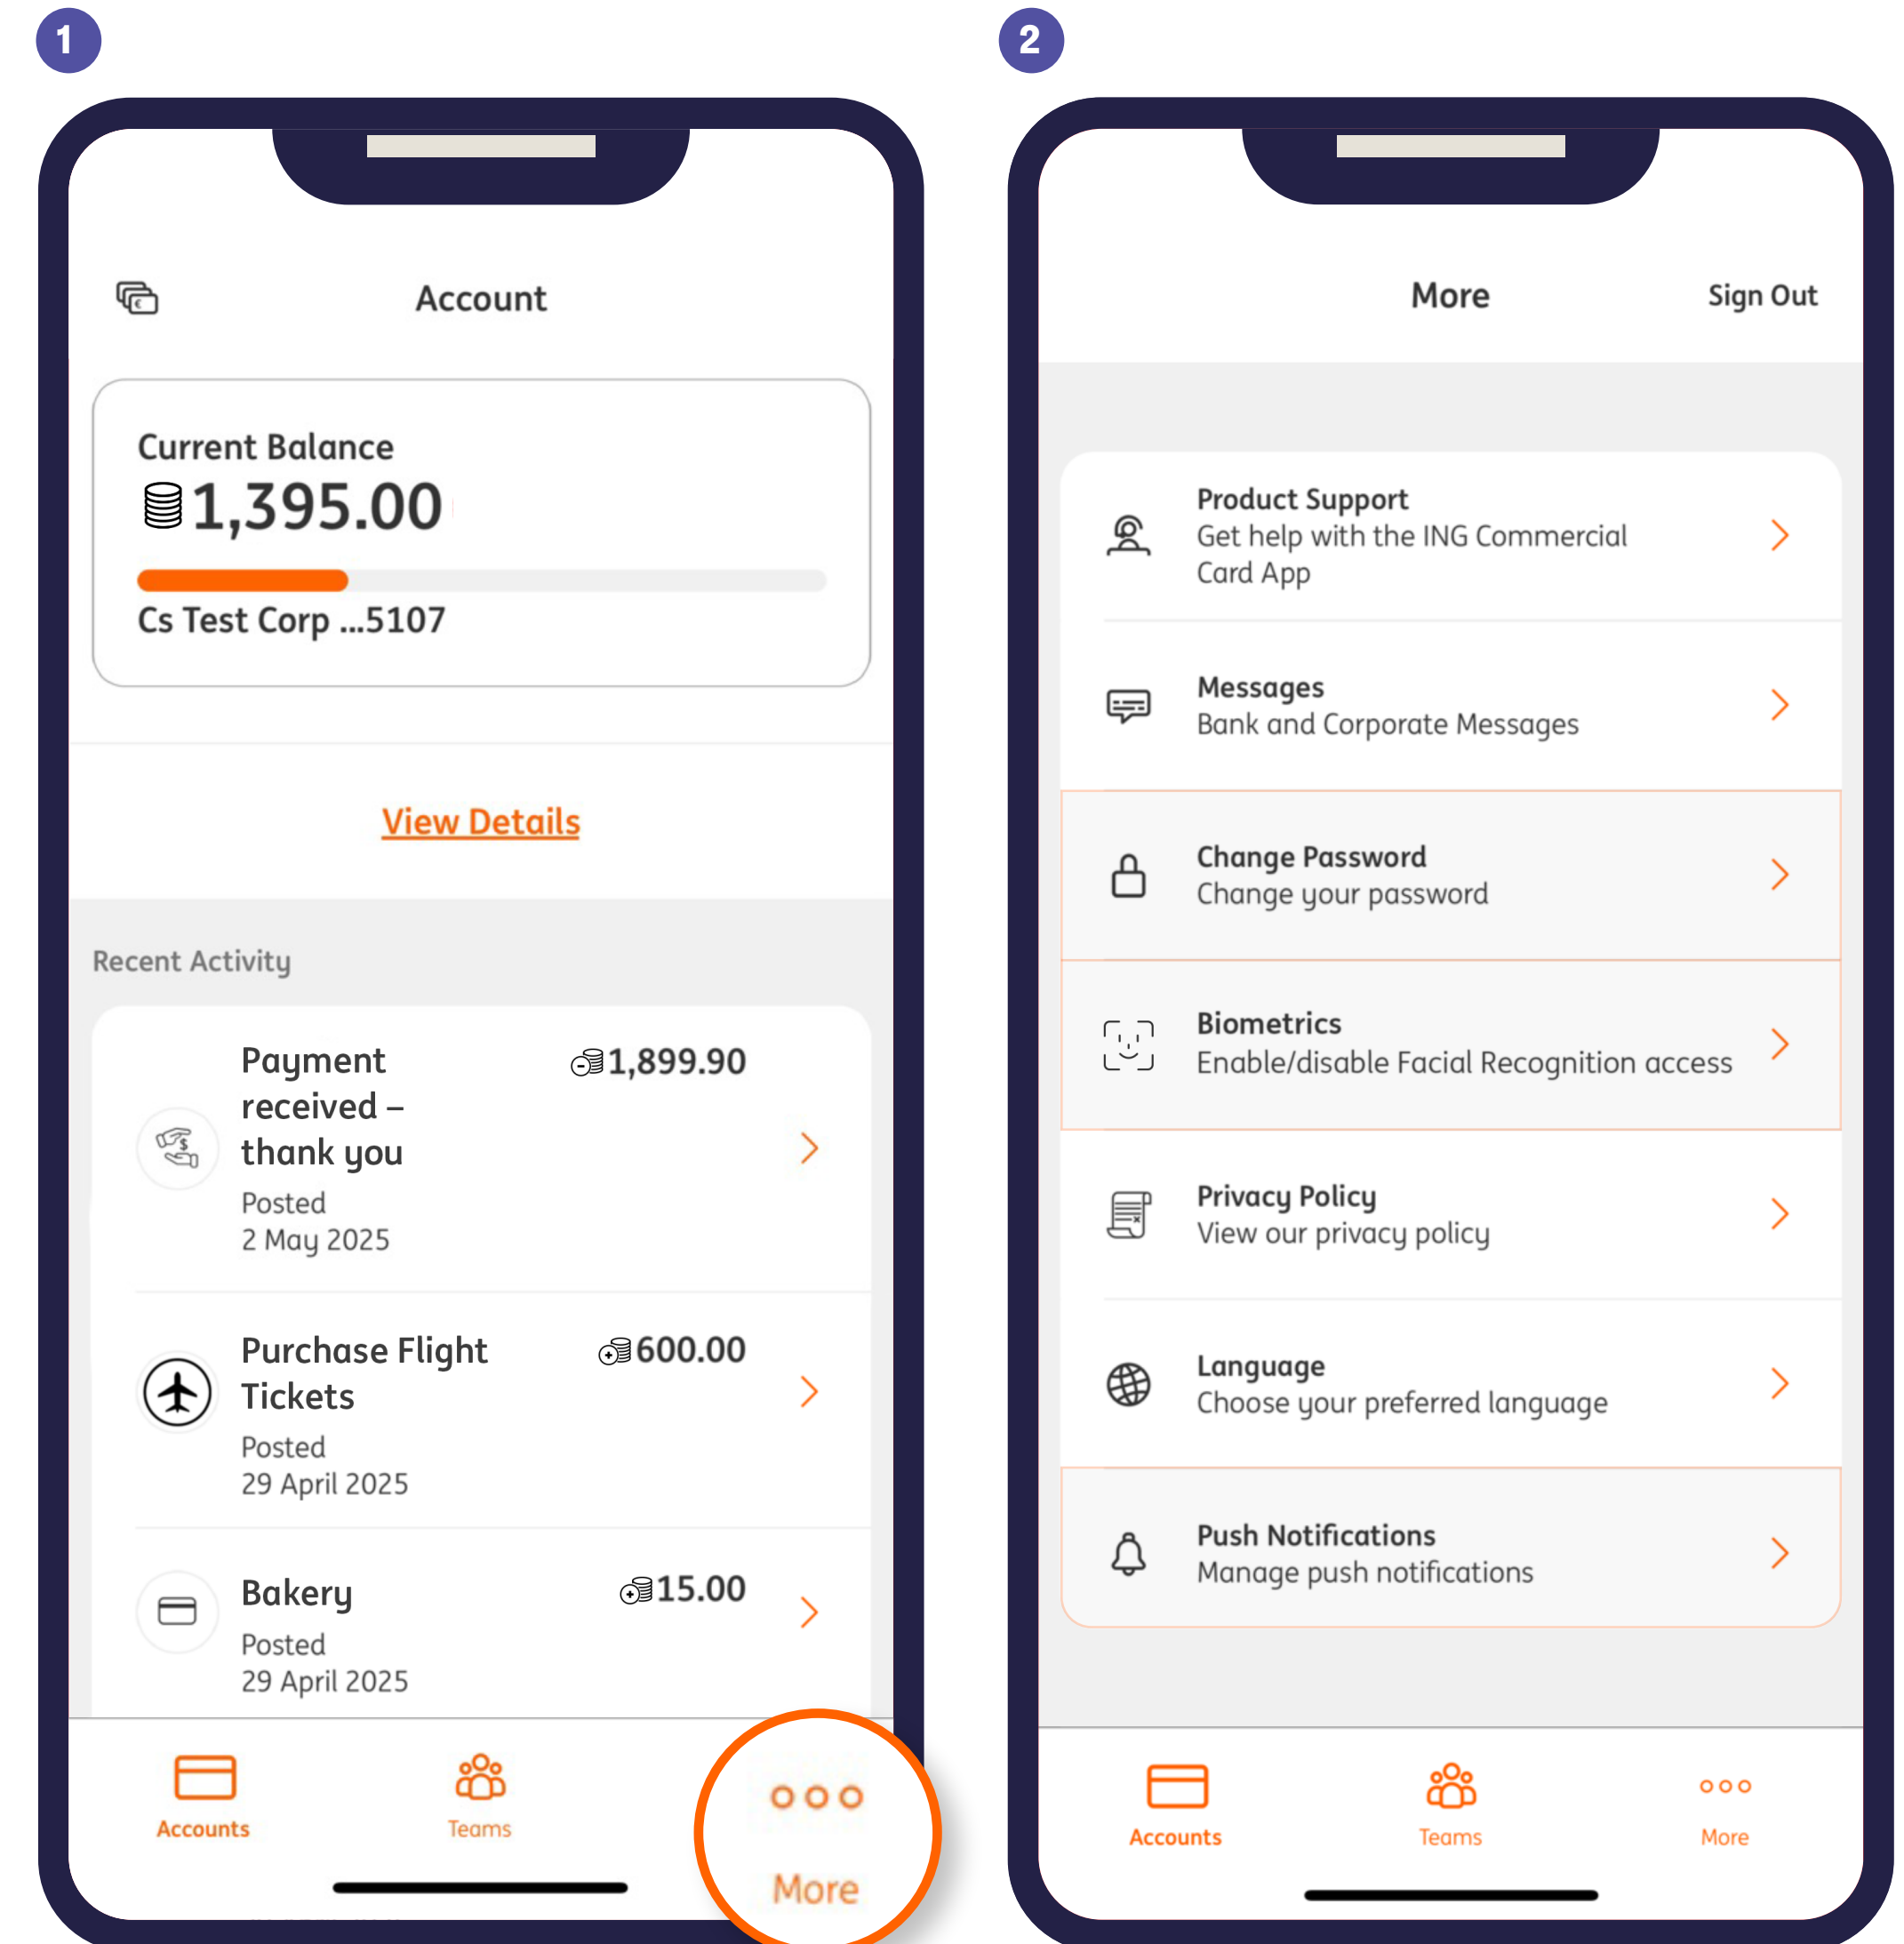 1
Account
Current Balance
1,395.00
Cs Test Corp ...5107
View Details
Recent Activity
Payment
received –
thank you
1,899.90
Posted
2 May 2025
Purchase Flight
Tickets
600.00
Posted
29 April 2025
Bakery
15.00
Posted
29 April 2025
Accounts
Teams
More
2
More
Sign Out
Product Support
Get help with the ING Commercial
Card App
Messages
Bank and Corporate Messages
Change Password
Change your password
Biometrics
Enable/disable Facial Recognition access
Privacy Policy
View our privacy policy
Language
Choose your preferred language
Push Notifications
Manage push notifications
Accounts
Teams
More